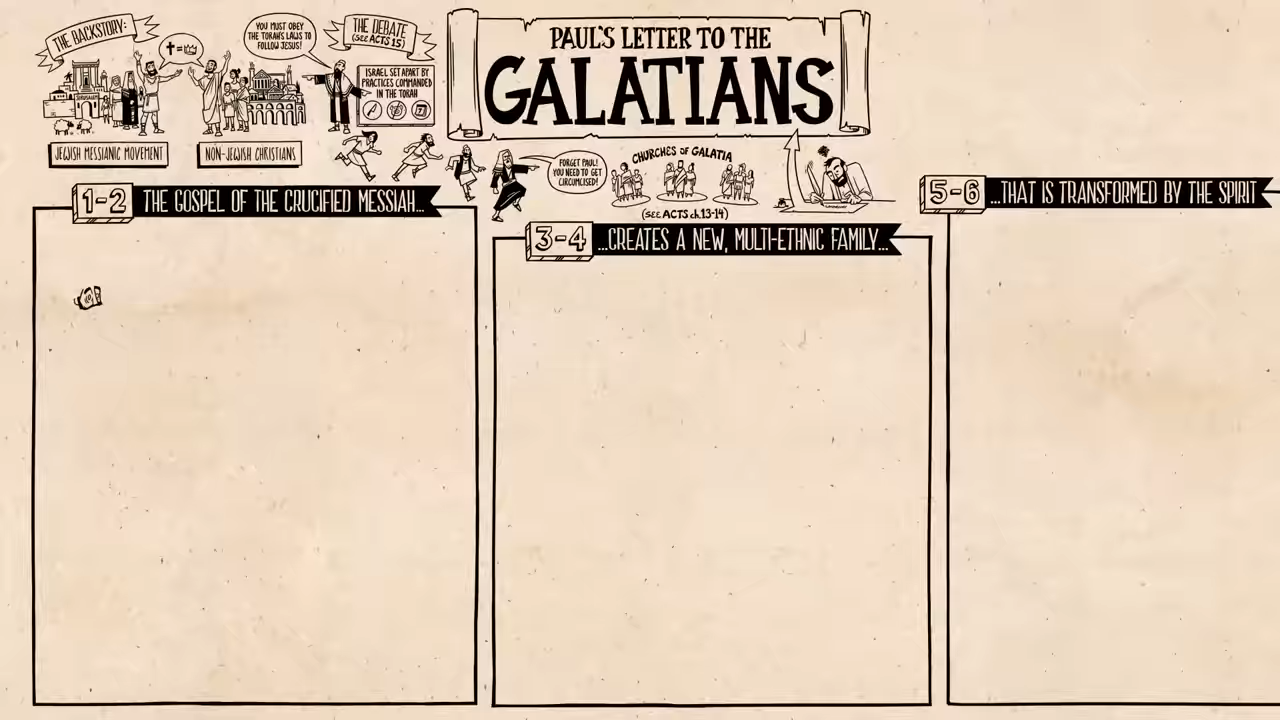 THE BACKSTORY:
YOU MUST OBEY
THE TORAH'S LAWS TO
FOLLOW JESUS!
THE DEBATE
(SEE ACTS 15)
ISRAEL SET APART BY
PRACTICES COMMANDED
IN THE TORAH
7
JERUSALEM
JEWISH MESSIANIC MOVEMENT
NON-JEWISH CHRISTIANS
PAUL'S LETTER TO THE
GALATIANS
FORGET PAUL!
YOU NEED TO GET
CIRCUMCISED!
CHURCHES OF GALATIA
(SEE ACTS ch.13-14)
1-2 THE GOSPEL OF THE CRUCIFIED MESSIAH...
3-4 ...CREATES A NEW, MULTI-ETHNIC FAMILY...
5-6 ...THAT IS TRANSFORMED BY THE SPIRIT